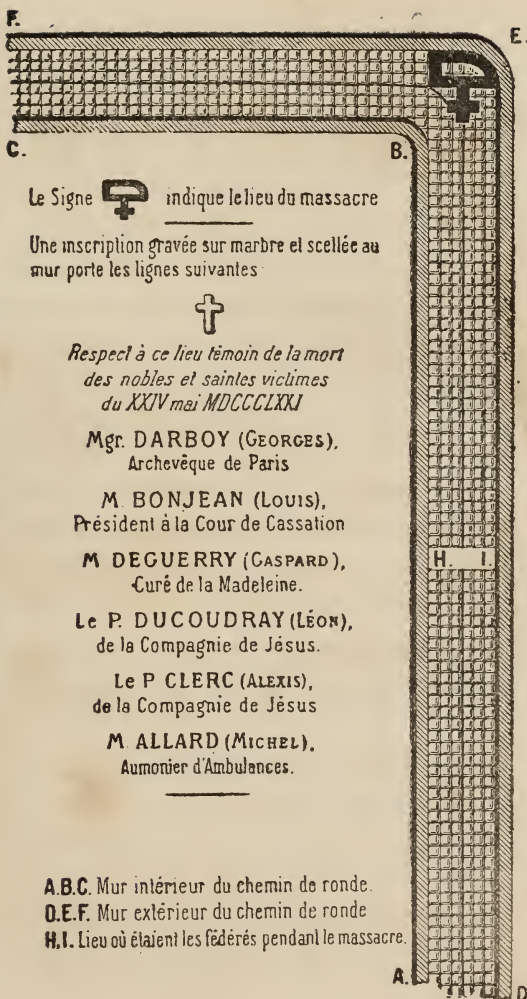 F.
E.
C.
B.
Le Signe indique le lieu du massacre
Une inscription gravée sur marbre et scellée au
mur porte les lignes suivantes
Respect à ce lieu témoin de la mort
des nobles et saintes victimes
du XXIV mai MDCCCLXXI
Mgr. DARBOY (GEORGES),
Archevêque de Paris
M. BONJEAN (LOUIS),
Président à la Cour de Cassation
M DEGUERRY (GASPARD),
Curé de la Madeleine.
Le P. DUCOUDRAY (LÉON),
de la Compagnie de Jésus.
Le P CLERC (ALEXIS),
de la Compagnie de Jésus
M. ALLARD (MICHEL),
Aumonier d'Ambulances.
H. I.
A.B.C. Mur intérieur du chemin de ronde.
D.E.F. Mur extérieur du chemin de ronde
H,I. Lieu où étaient les fédérés pendant le massacre.
A.
D